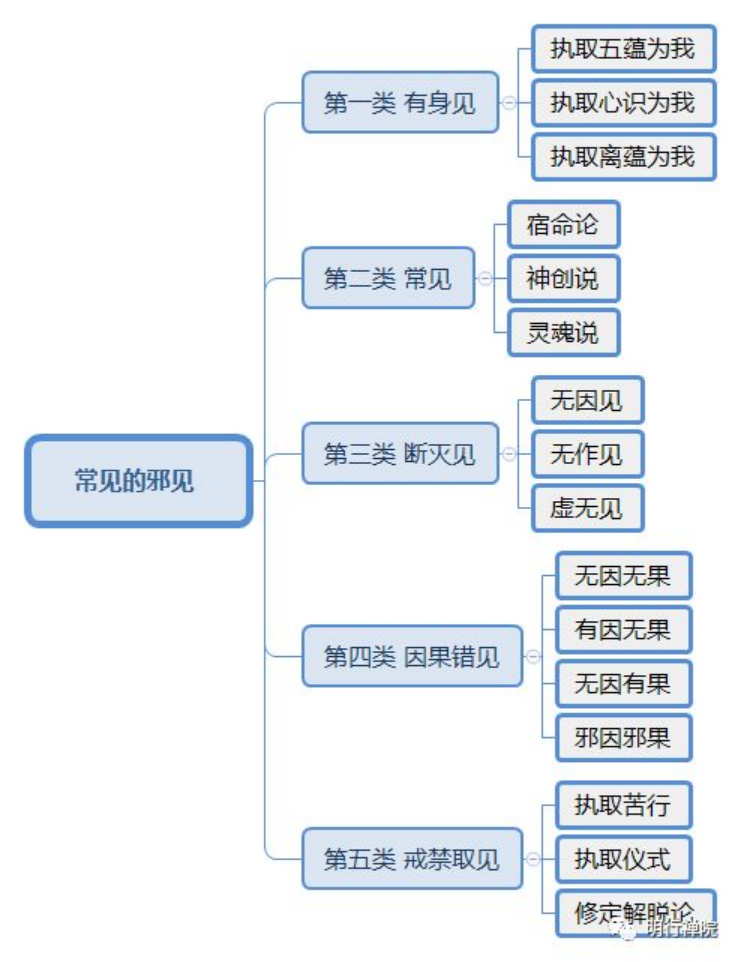 常见的邪见
第一类 有身见
执取五蕴为我
执取心识为我
执取离蕴为我
第二类 常见
宿命论
神创说
灵魂说
第三类 断灭见
无因见
无作见
虚无见
第四类 因果错见
无因无果
有因无果
无因有果
邪因邪果
第五类 戒禁取见
执取苦行
执取仪式
修定解脱论
明行禅院